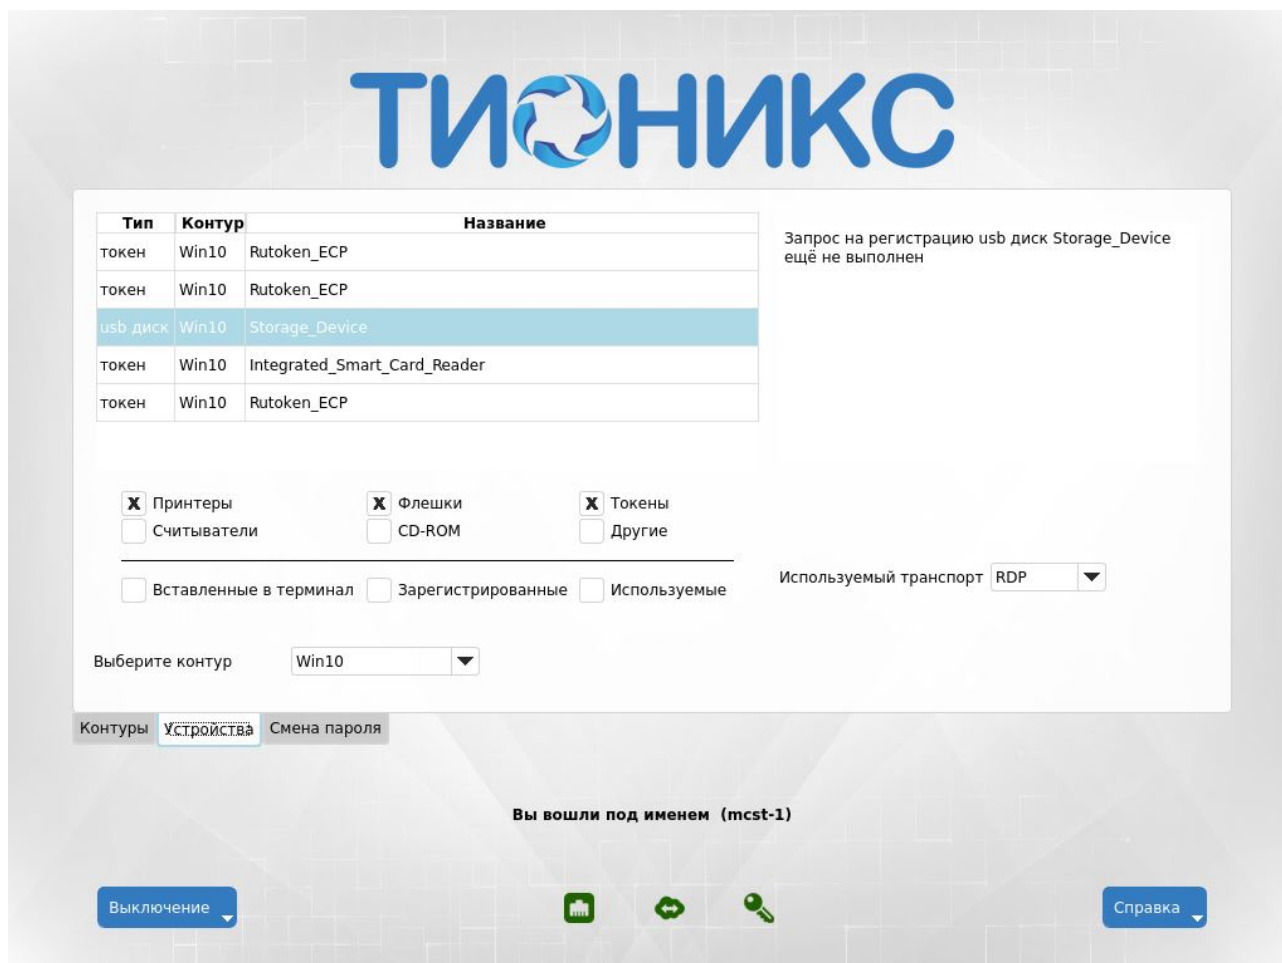 ТИОНИКС
Тип Контур Название
токен Win10 Rutoken_ECP
токен Win10 Rutoken_ECP
usb диск Win10 Storage_Device
токен Win10 Integrated_Smart_Card_Reader
токен Win10 Rutoken_ECP
Запрос на регистрацию usb диск Storage_Device
ещё не выполнен
X Принтеры X Флешки X Токены
Считыватели CD-ROM Другие
Вставленные в терминал Зарегистрированные Используемые
Используемый транспорт RDP
Выберите контур Win10
Контуры Устройства Смена пароля
Вы вошли под именем (mcst-1)
Выключение Справка